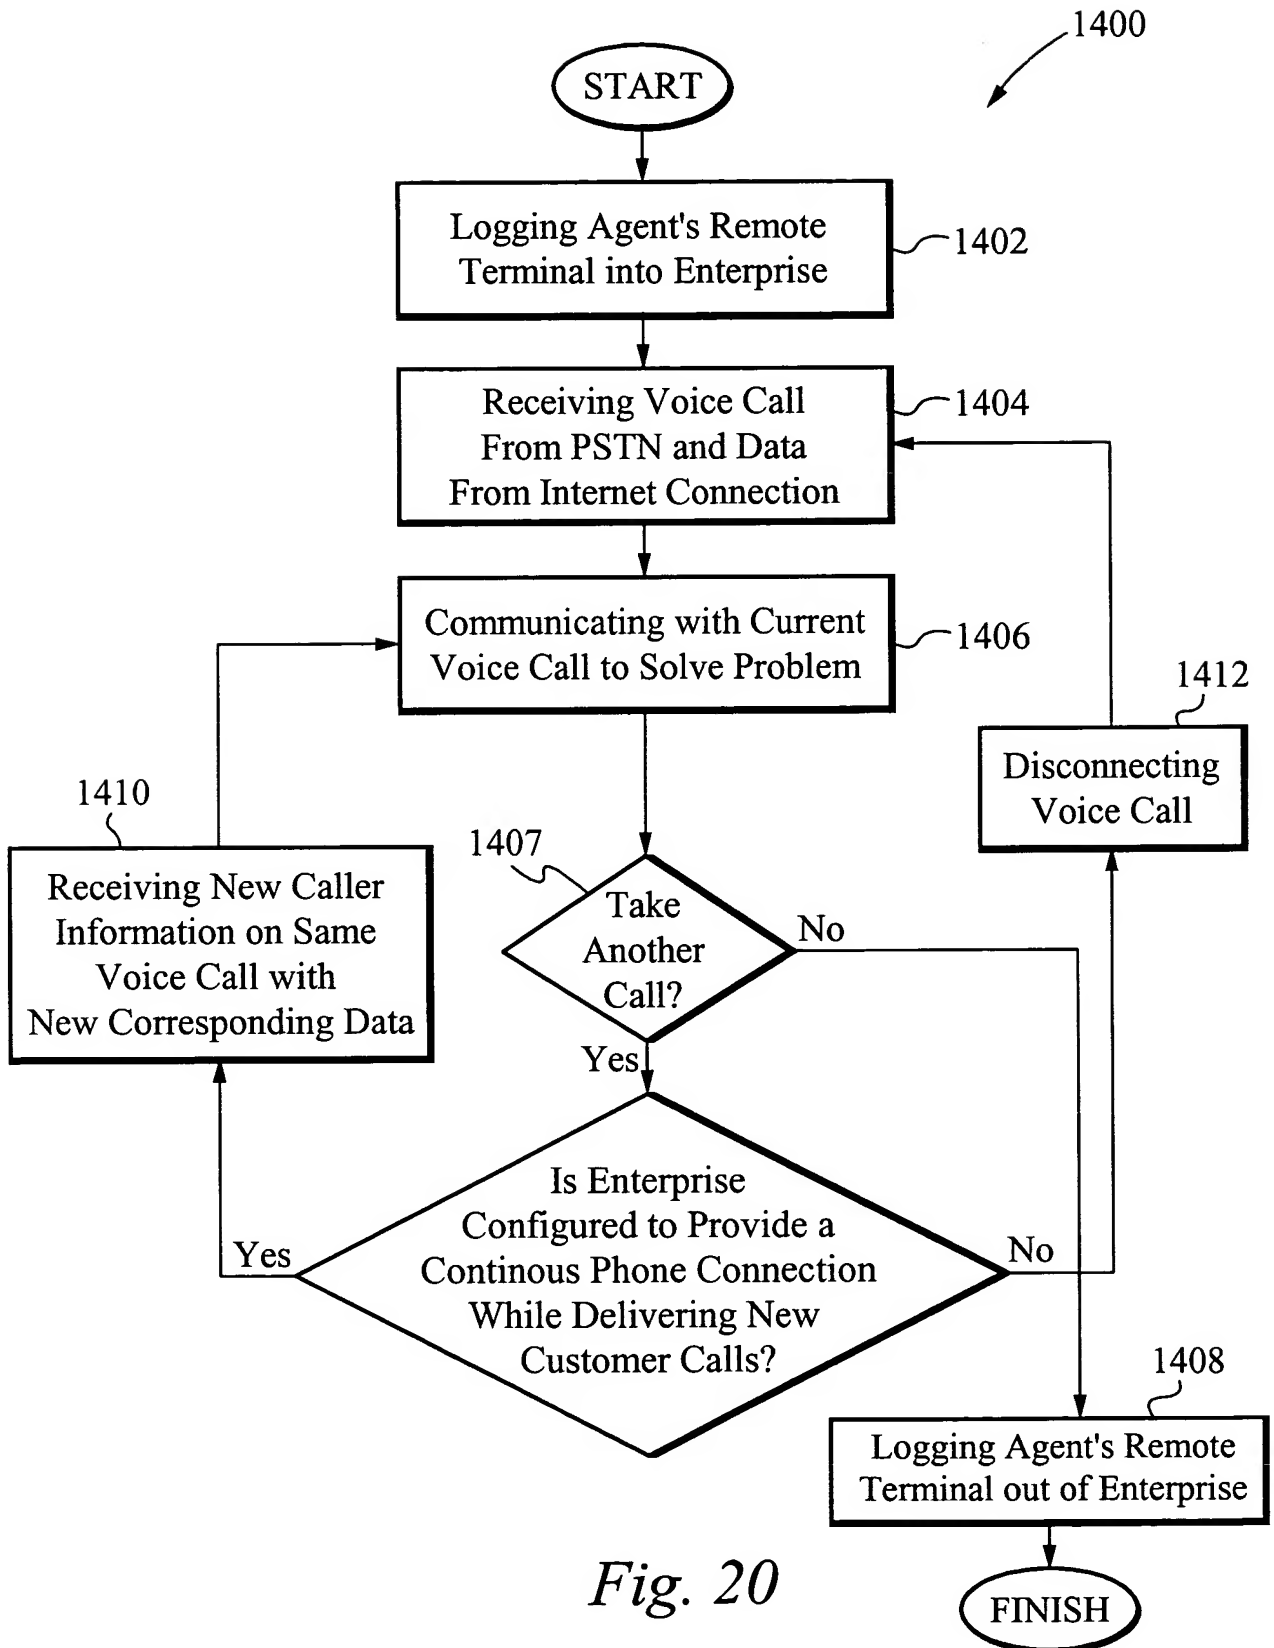 1400
START
Logging Agent's Remote
Terminal into Enterprise
1402
Receiving Voice Call
From PSTN and Data
From Internet Connection
1404
Communicating with Current
Voice Call to Solve Problem
1406
1412
Disconnecting
Voice Call
1410
Receiving New Caller
Information on Same
Voice Call with
New Corresponding Data
1407
Take
Another
Call?
No
Yes
Is Enterprise
Configured to Provide a
Continous Phone Connection
While Delivering New
Customer Calls?
Yes
No
1408
Logging Agent's Remote
Terminal out of Enterprise
FINISH
Fig. 20